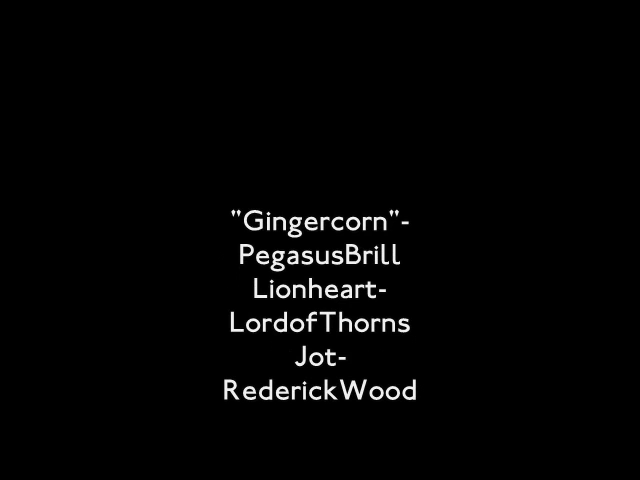 "Gingercorn"-
PegasusBrill
Lionheart-
LordofThorns
Jot-
RederickWood